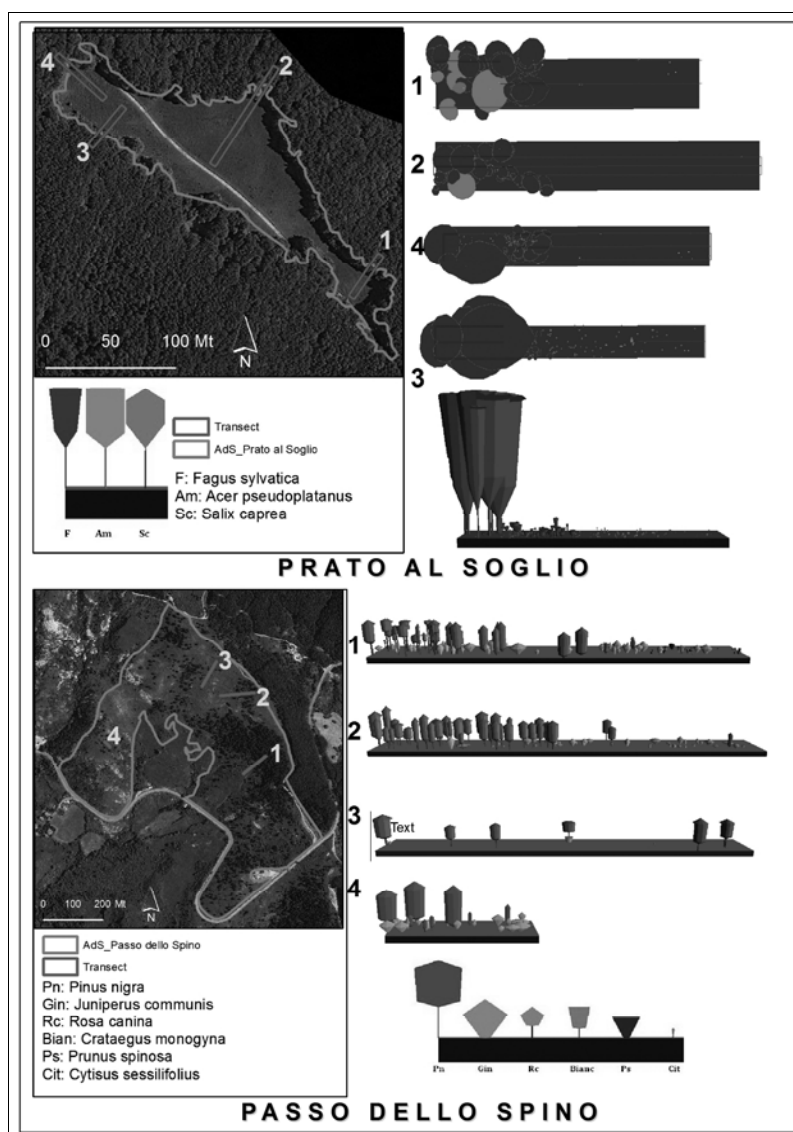 4
2
3
1
0 50 100 Mt
N
1
2
4
3
Transect
AdS_Prato al Soglio
F: Fagus sylvatica
Am: Acer pseudoplatanus
Sc: Salix caprea
F Am Sc
PRATO AL SOGLIO
3
2
4
1
0 100 200 Mt
N
1
2
3
Text
4
AdS_Passo dello Spino
Transect
Pn: Pinus nigra
Gin: Juniperus communis
Rc: Rosa canina
Bian: Crataegus monogyna
Ps: Prunus spinosa
Cit: Cytisus sessilifolius
Pn Gin Rc Bianc Ps Cit
PASSO DELLO SPINO